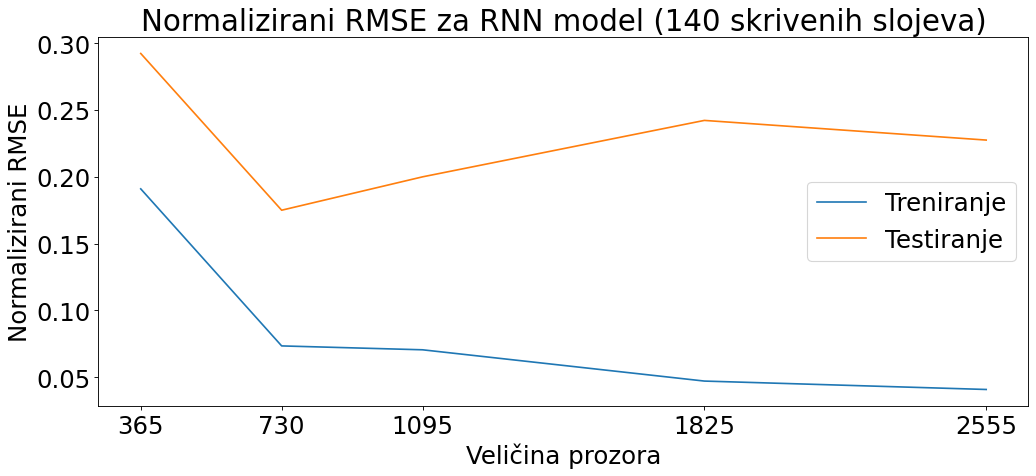 Normalizirani RMSE za RNN model (140 skrivenih slojeva)
Normalizirani RMSE
0.30
0.25
0.20
0.15
0.10
0.05
Treniranje
Testiranje
365 730 1095 1825 2555
Veličina prozora